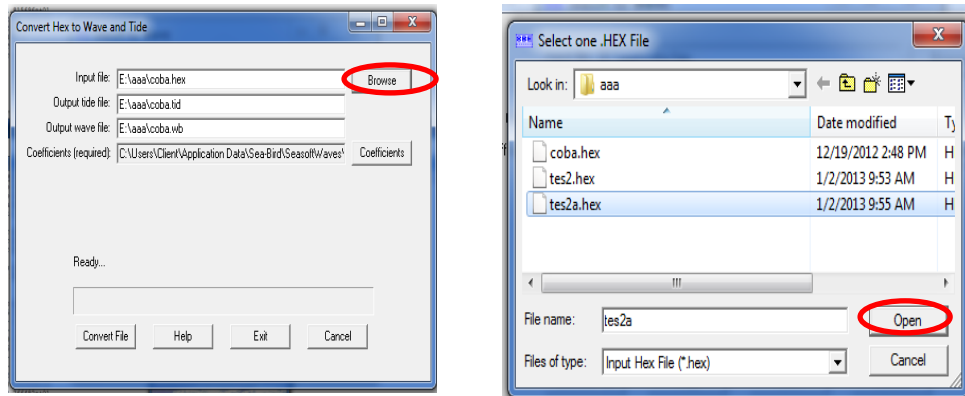 Convert Hex to Wave and Tide
Input file: E:\aaa\coba.hex Browse
Output tide file: E:\aaa\coba.tid
Output wave file: E:\aaa\coba.wb
Coefficients (required): C:\Users\Client\Application Data\Sea-Bird\SeasoftWaves\ Coefficients
Ready...
Convert File Help Exit Cancel
Select one .HEX File
Look in: aaa
Name Date modified Ty
coba.hex 12/19/2012 2:48 PM H
tes2.hex 1/2/2013 9:53 AM H
tes2a.hex 1/2/2013 9:55 AM H
File name: tes2a Open
Files of type: Input Hex File (*.hex) Cancel